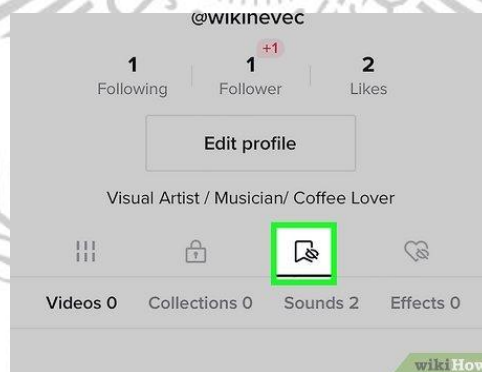 @wikinevec
+1
1 1 2
Following Follower Likes
Edit profile
Visual Artist / Musician/ Coffee Lover
Videos 0 Collections 0 Sounds 2 Effects 0
wikiHow